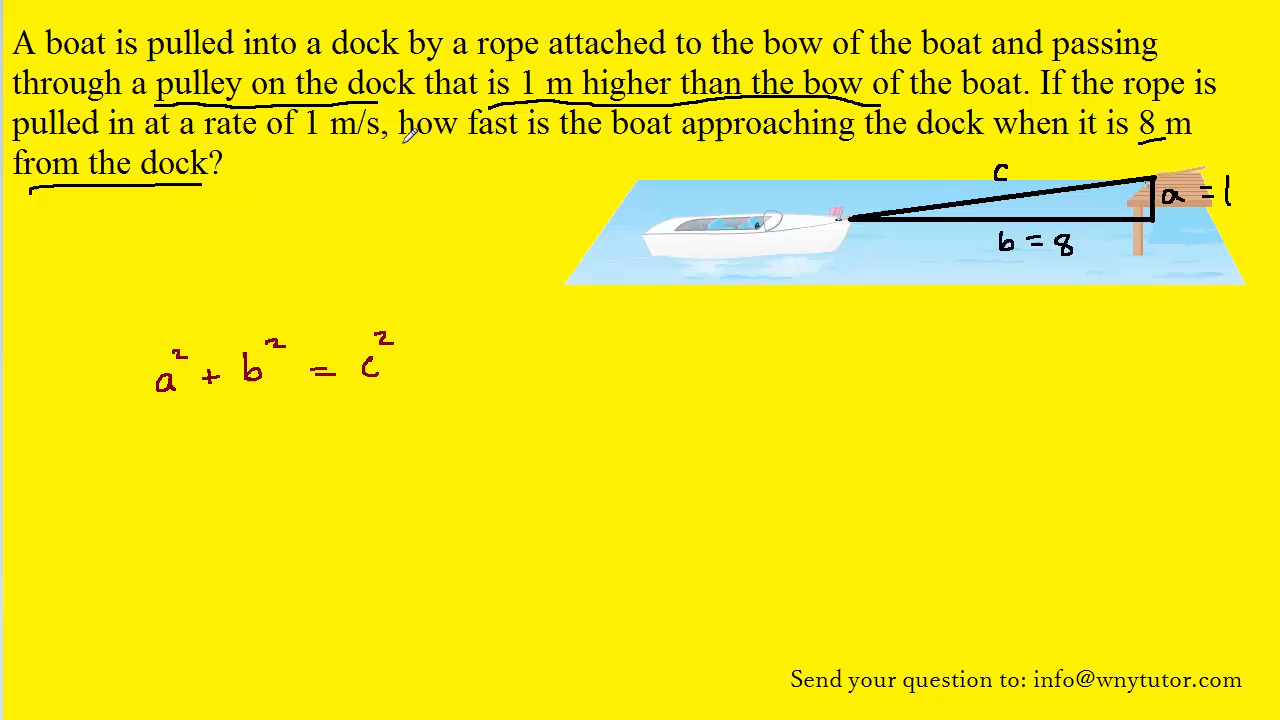 A boat is pulled into a dock by a rope attached to the bow of the boat and passing
through a pulley on the dock that is 1 m higher than the bow of the boat. If the rope is
pulled in at a rate of 1 m/s, how fast is the boat approaching the dock when it is 8 m
from the dock?
c
a = 1
b = 8
a² + b² = c²
Send your question to: info@wnytutor.com